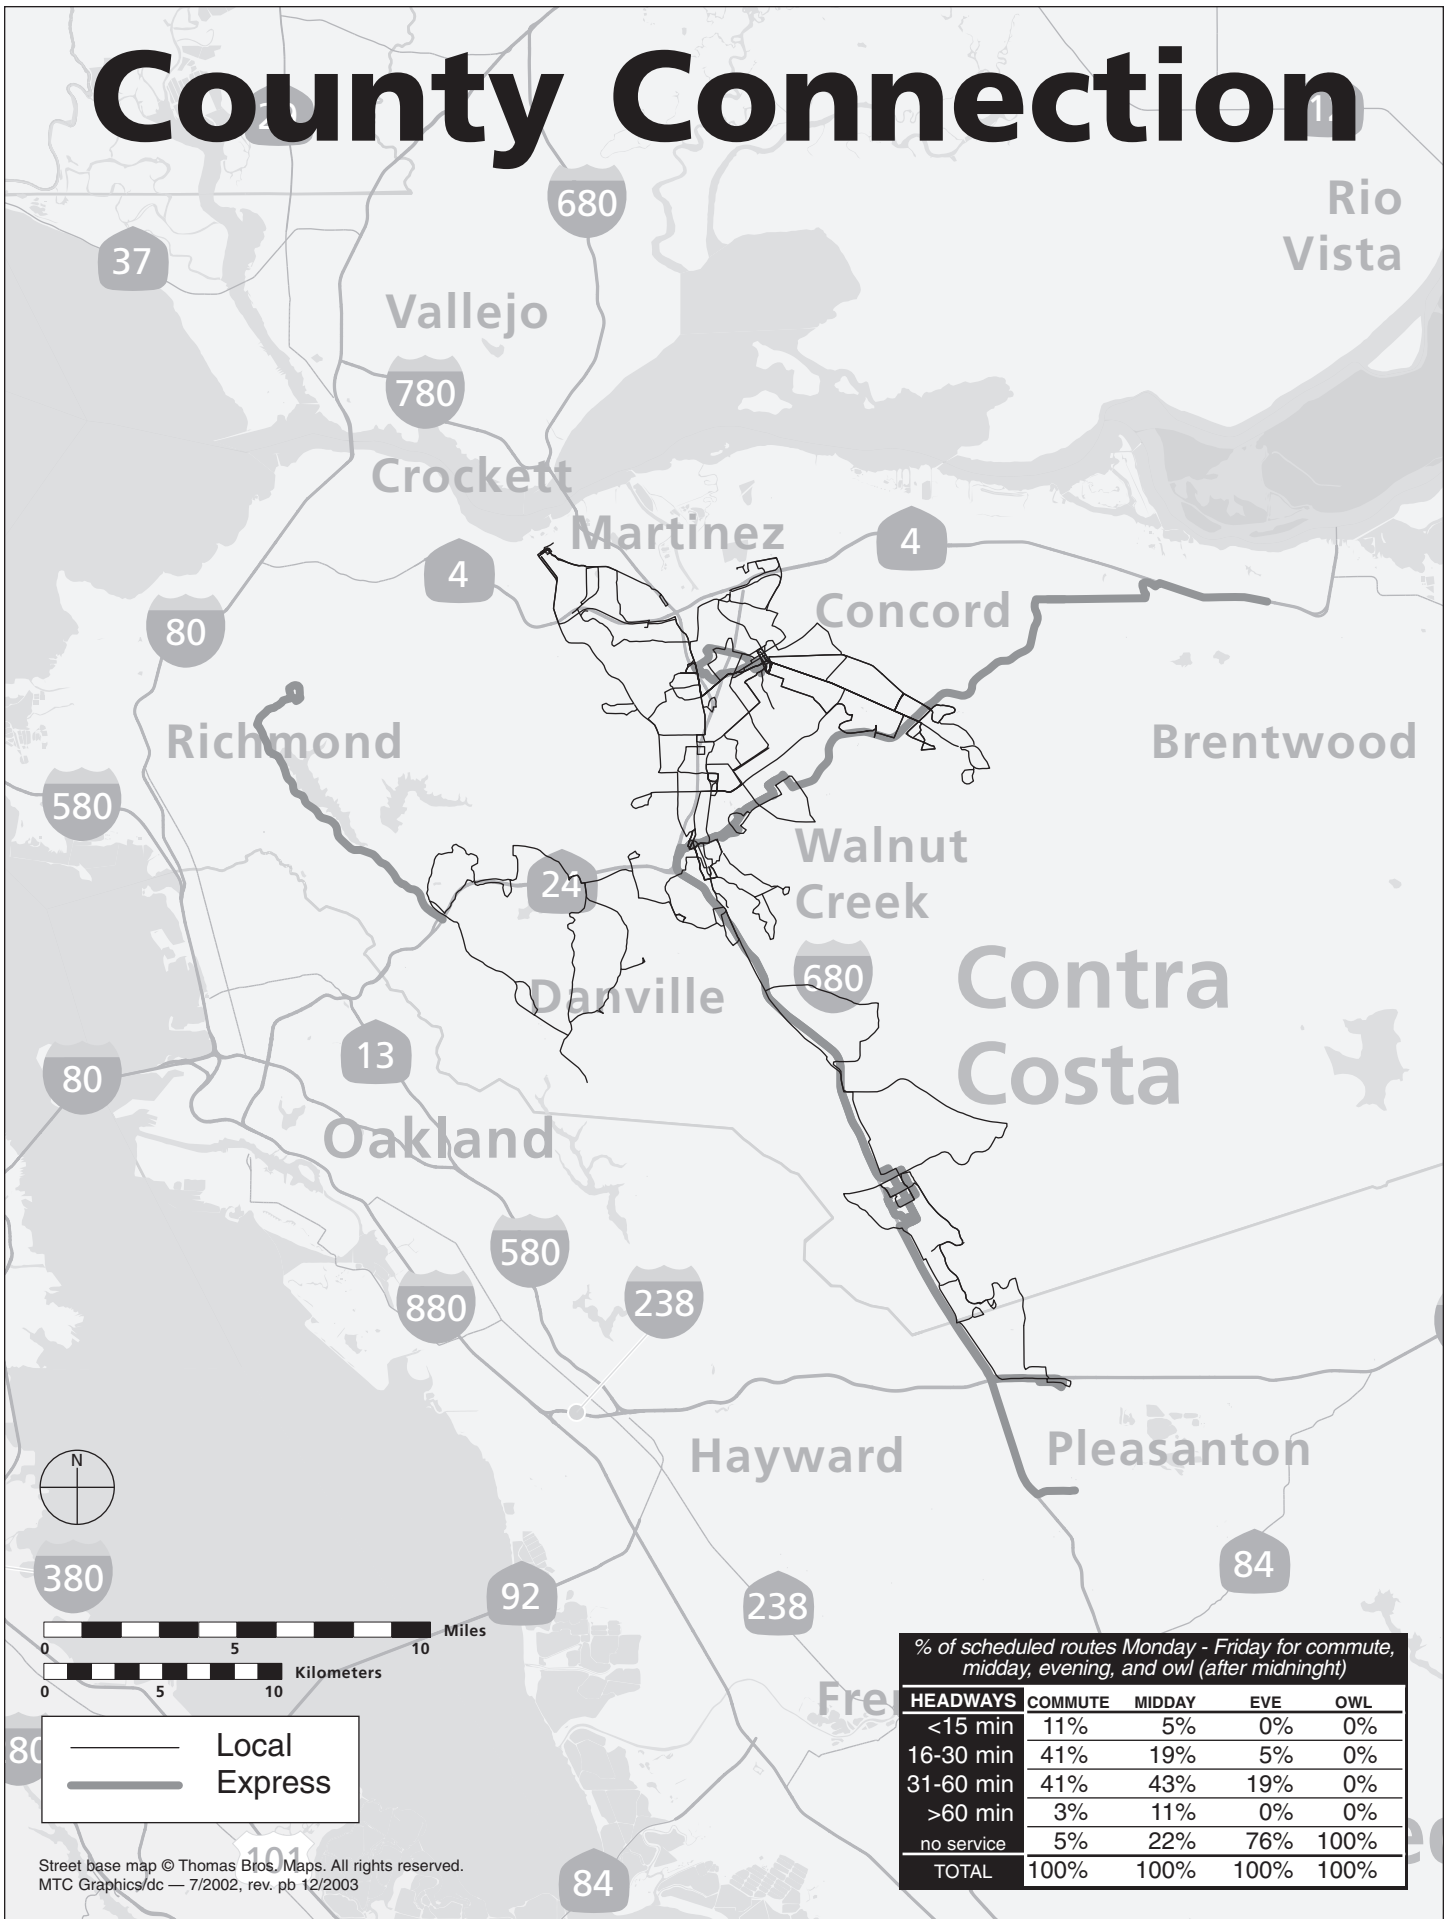 County Connection
12
680
Rio
Vista
37
Vallejo
780
Crockett
Martinez
4
4
Concord
80
Richmond
Brentwood
580
Walnut
Creek
24
Danville
680
Contra
Costa
13
80
Oakland
580
880
238
Hayward
Pleasanton
N
380
92
238
84
Miles
0 5 10
Kilometers
0 5 10
Local
Express
80
101
84
Street base map © Thomas Bros. Maps. All rights reserved.
MTC Graphics/dc — 7/2002, rev. pb 12/2003
% of scheduled routes Monday - Friday for commute,
midday, evening, and owl (after midninght)
HEADWAYS COMMUTE MIDDAY EVE OWL
<15 min 11% 5% 0% 0%
16-30 min 41% 19% 5% 0%
31-60 min 41% 43% 19% 0%
>60 min 3% 11% 0% 0%
no service 5% 22% 76% 100%
TOTAL 100% 100% 100% 100%